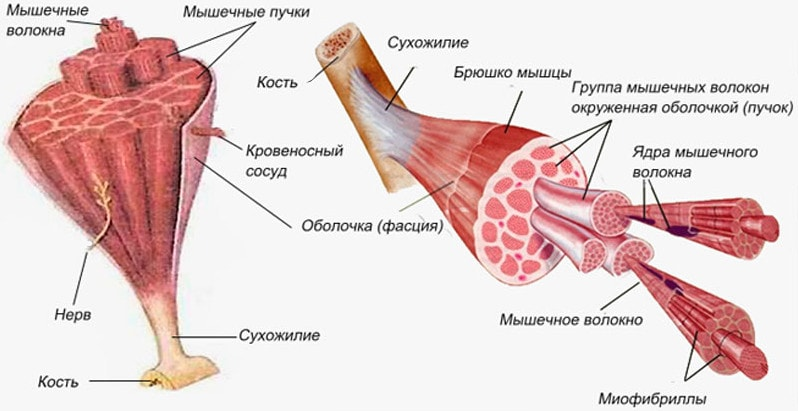 Мышечные
волокна
Мышечные пучки
Кровеносный
сосуд
Оболочка (фасция)
Нерв
Сухожилие
Кость
Сухожилие
Кость
Брюшко мышцы
Группа мышечных волокон
окруженная оболочкой (пучок)
Ядра мышечного
волокна
Мышечное волокно
Миофибриллы